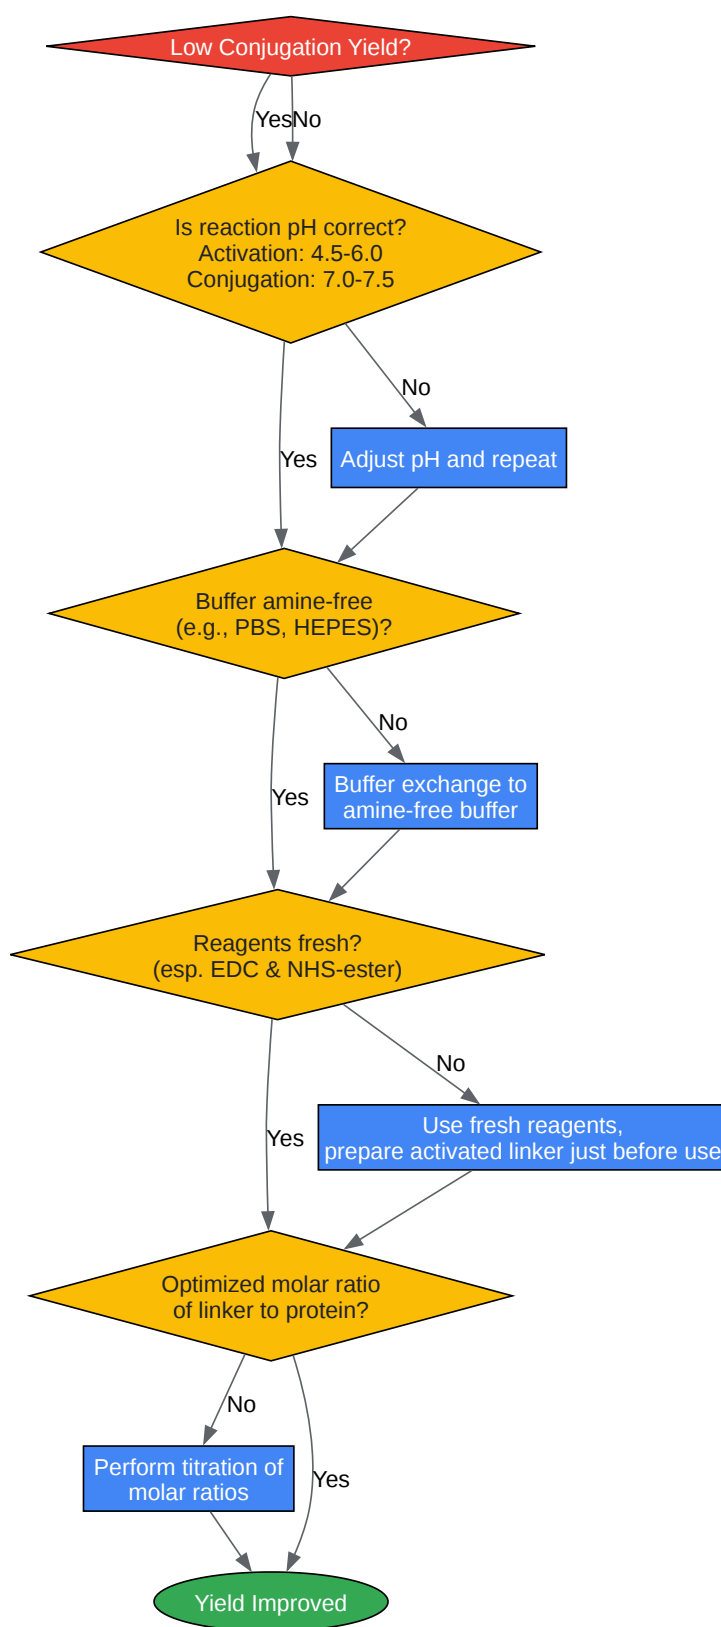 Low Conjugation Yield?
Yes
No
Is reaction pH correct?
Activation: 4.5-6.0
Conjugation: 7.0-7.5
No
Yes
Adjust pH and repeat
Buffer amine-free
(e.g., PBS, HEPES)?
No
Yes
Buffer exchange to
amine-free buffer
Reagents fresh?
(esp. EDC & NHS-ester)
No
Yes
Use fresh reagents,
prepare activated linker just before use
Optimized molar ratio
of linker to protein?
No
Yes
Perform titration of
molar ratios
Yield Improved